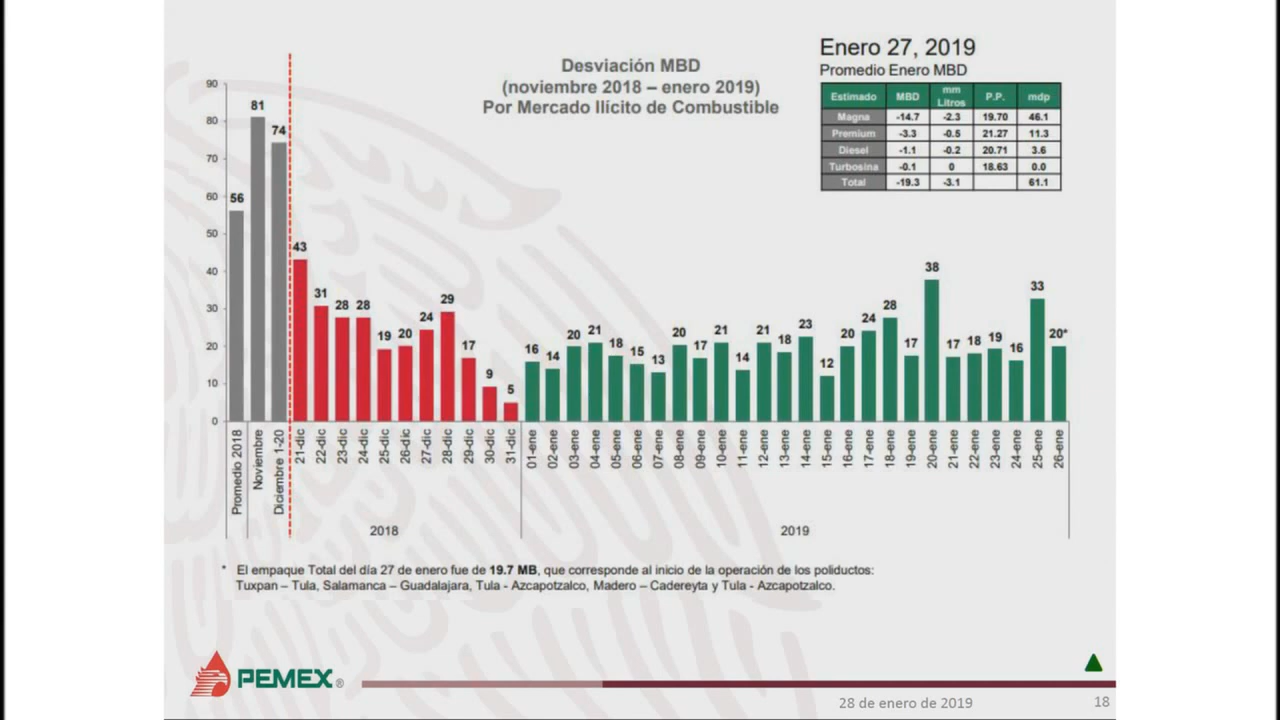 Enero 27, 2019
Promedio Enero MBD
Desviación MBD
(noviembre 2018 – enero 2019)
Por Mercado Ilícito de Combustible
Estimado MBD mm Litros P.P. mdp
Magna -14.7 -2.3 19.70 46.1
Premium -3.3 -0.5 21.27 11.3
Diesel -1.1 -0.2 20.71 3.6
Turbosina -0.1 0 18.63 0.0
Total -19.3 -3.1 61.1
90
80
70
60
50
40
30
20
10
0
56 81 74 43 31 28 28 19 20 24 29 17 9 5 16 14 20 21 18 15 13 20 17 21 14 21 18 23 12 20 24 28 17 38 17 18 19 16 33 20*
Promedio 2018 Noviembre Diciembre 1-20 21-dic 22-dic 23-dic 24-dic 25-dic 26-dic 27-dic 28-dic 29-dic 30-dic 31-dic 01-ene 02-ene 03-ene 04-ene 05-ene 06-ene 07-ene 08-ene 09-ene 10-ene 11-ene 12-ene 13-ene 14-ene 15-ene 16-ene 17-ene 18-ene 19-ene 20-ene 21-ene 22-ene 23-ene 24-ene 25-ene 26-ene
2018 2019
* El empaque Total del día 27 de enero fue de 19.7 MB, que corresponde al inicio de la operación de los poliductos:
Tuxpan – Tula, Salamanca – Guadalajara, Tula - Azcapotzalco, Madero – Cadereyta y Tula - Azcapotzalco.
PEMEX®
28 de enero de 2019 18